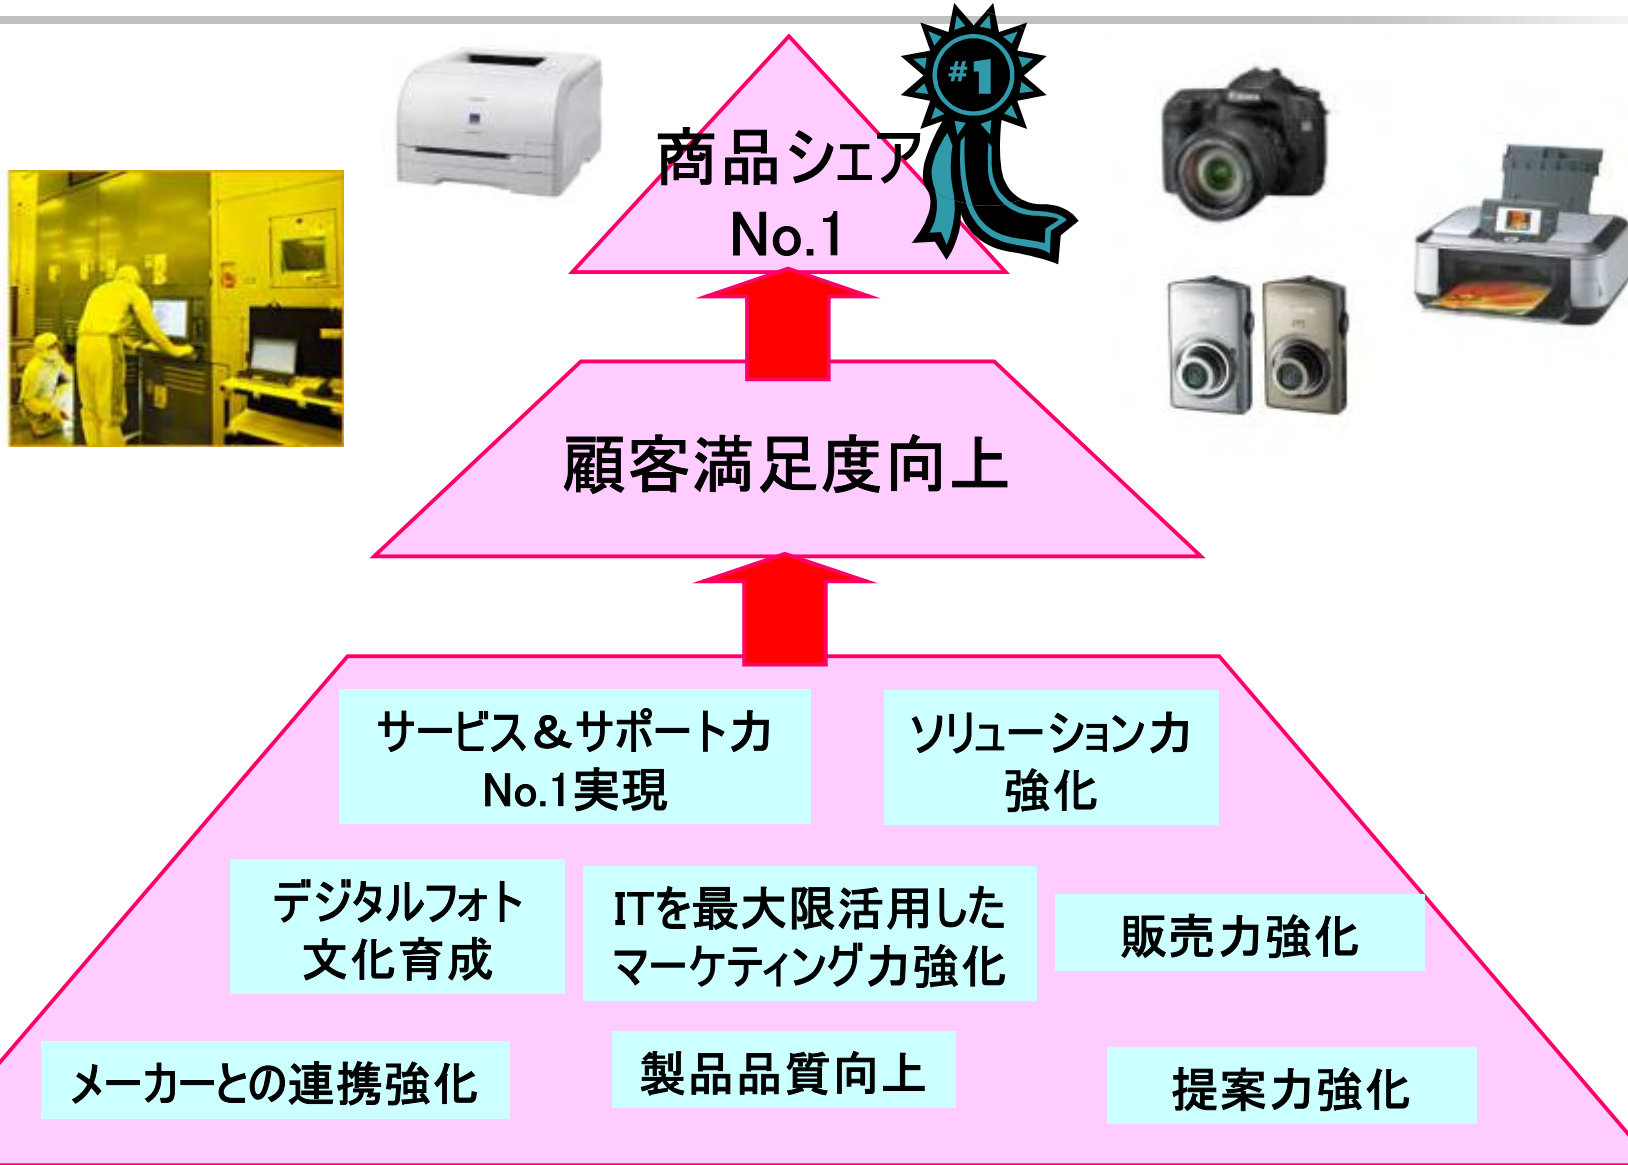 #1
商品シェア
No.1
顧客満足度向上
サービス＆サポート力
No.1実現
ソリューション力
強化
デジタルフォト
文化育成
ITを最大限活用した
マーケティング力強化
販売力強化
メーカーとの連携強化
製品品質向上
提案力強化